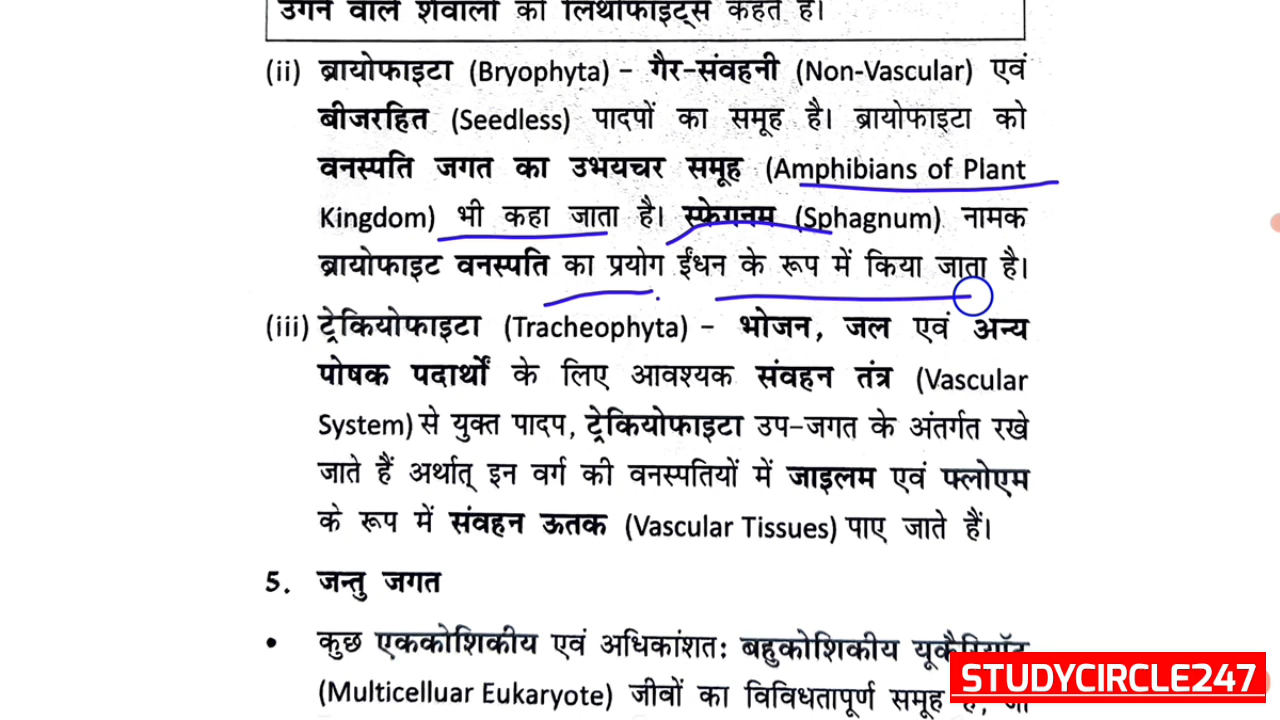 उगने वाले शैवालों को लिथोफाइट्स कहते हैं।
(ii) ब्रायोफाइटा (Bryophyta) – गैर-संवहनी (Non-Vascular) एवं
बीजरहित (Seedless) पादपों का समूह है। ब्रायोफाइटा को
वनस्पति जगत का उभयचर समूह (Amphibians of Plant
Kingdom) भी कहा जाता है। स्फेगनम (Sphagnum) नामक
ब्रायोफाइट वनस्पति का प्रयोग ईंधन के रूप में किया जाता है।
(iii) ट्रेकियोफाइटा (Tracheophyta) – भोजन, जल एवं अन्य
पोषक पदार्थों के लिए आवश्यक संवहन तंत्र (Vascular
System) से युक्त पादप, ट्रेकियोफाइटा उप-जगत के अंतर्गत रखे
जाते हैं अर्थात् इन वर्ग की वनस्पतियों में जाइलम एवं फ्लोएम
के रूप में संवहन ऊतक (Vascular Tissues) पाए जाते हैं।
5. जन्तु जगत
• कुछ एककोशिकीय एवं अधिकांशतः बहुकोशिकीय यूकैरियॉट
(Multicelluar Eukaryote) जीवों का विविधतापूर्ण समूह है, जो
STUDYCIRCLE247